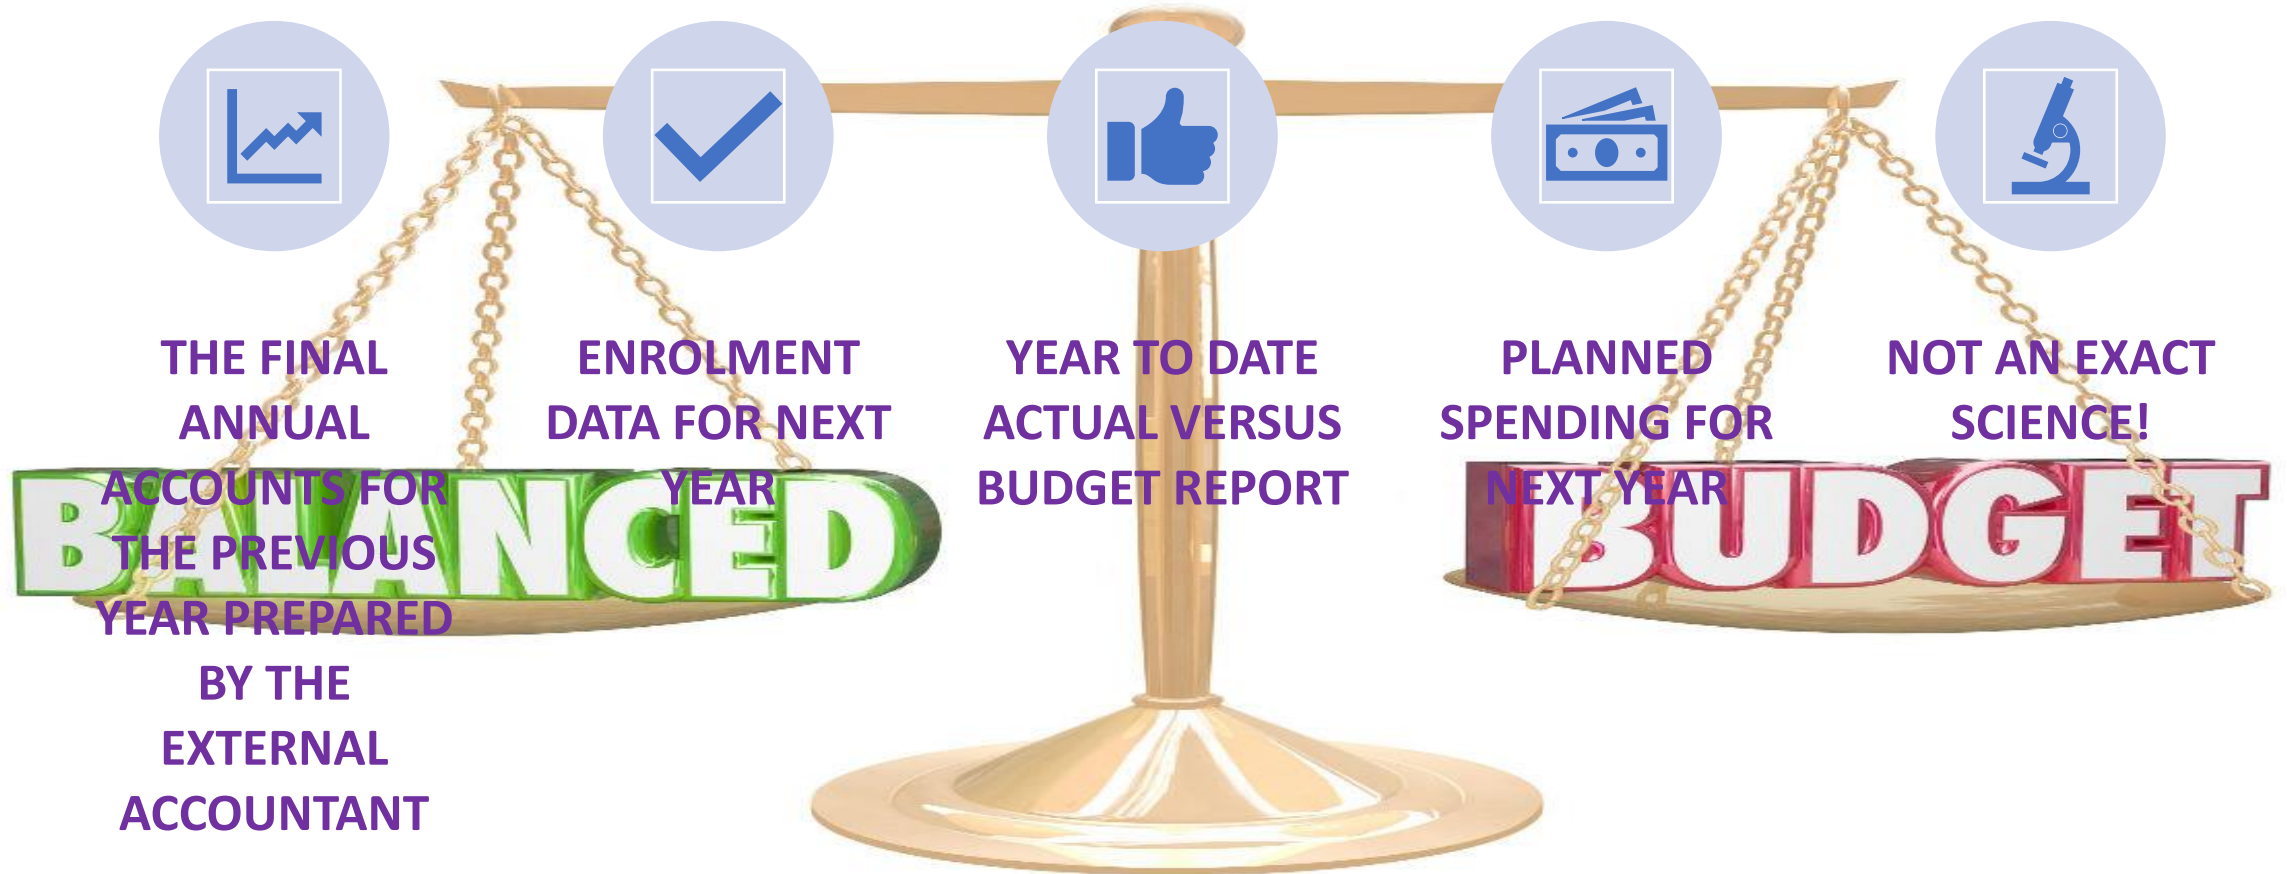 THE FINAL
ANNUAL
ACCOUNTS FOR
THE PREVIOUS
YEAR PREPARED
BY THE
EXTERNAL
ACCOUNTANT
ENROLMENT
DATA FOR NEXT
YEAR
YEAR TO DATE
ACTUAL VERSUS
BUDGET REPORT
PLANNED
SPENDING FOR
NEXT YEAR
NOT AN EXACT
SCIENCE!
BALANCED
BUDGET